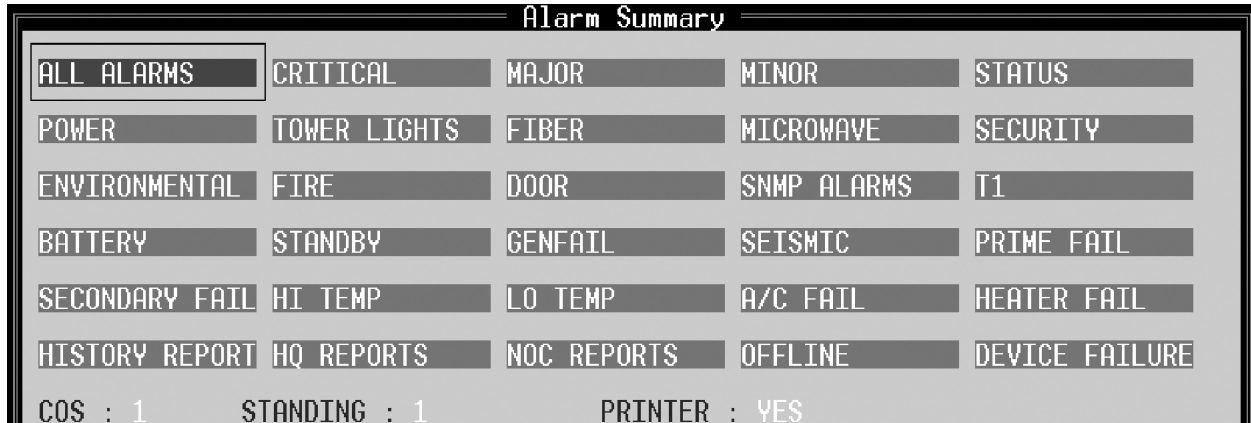 Alarm Summary
ALL ALARMS CRITICAL MAJOR MINOR STATUS
POWER TOWER LIGHTS FIBER MICROWAVE SECURITY
ENVIRONMENTAL FIRE DOOR SNMP ALARMS T1
BATTERY STANDBY GENFAIL SEISMIC PRIME FAIL
SECONDARY FAIL HI TEMP LO TEMP A/C FAIL HEATER FAIL
HISTORY REPORT HQ REPORTS NOC REPORTS OFFLINE DEVICE FAILURE
COS : 1 STANDING : 1 PRINTER : YES